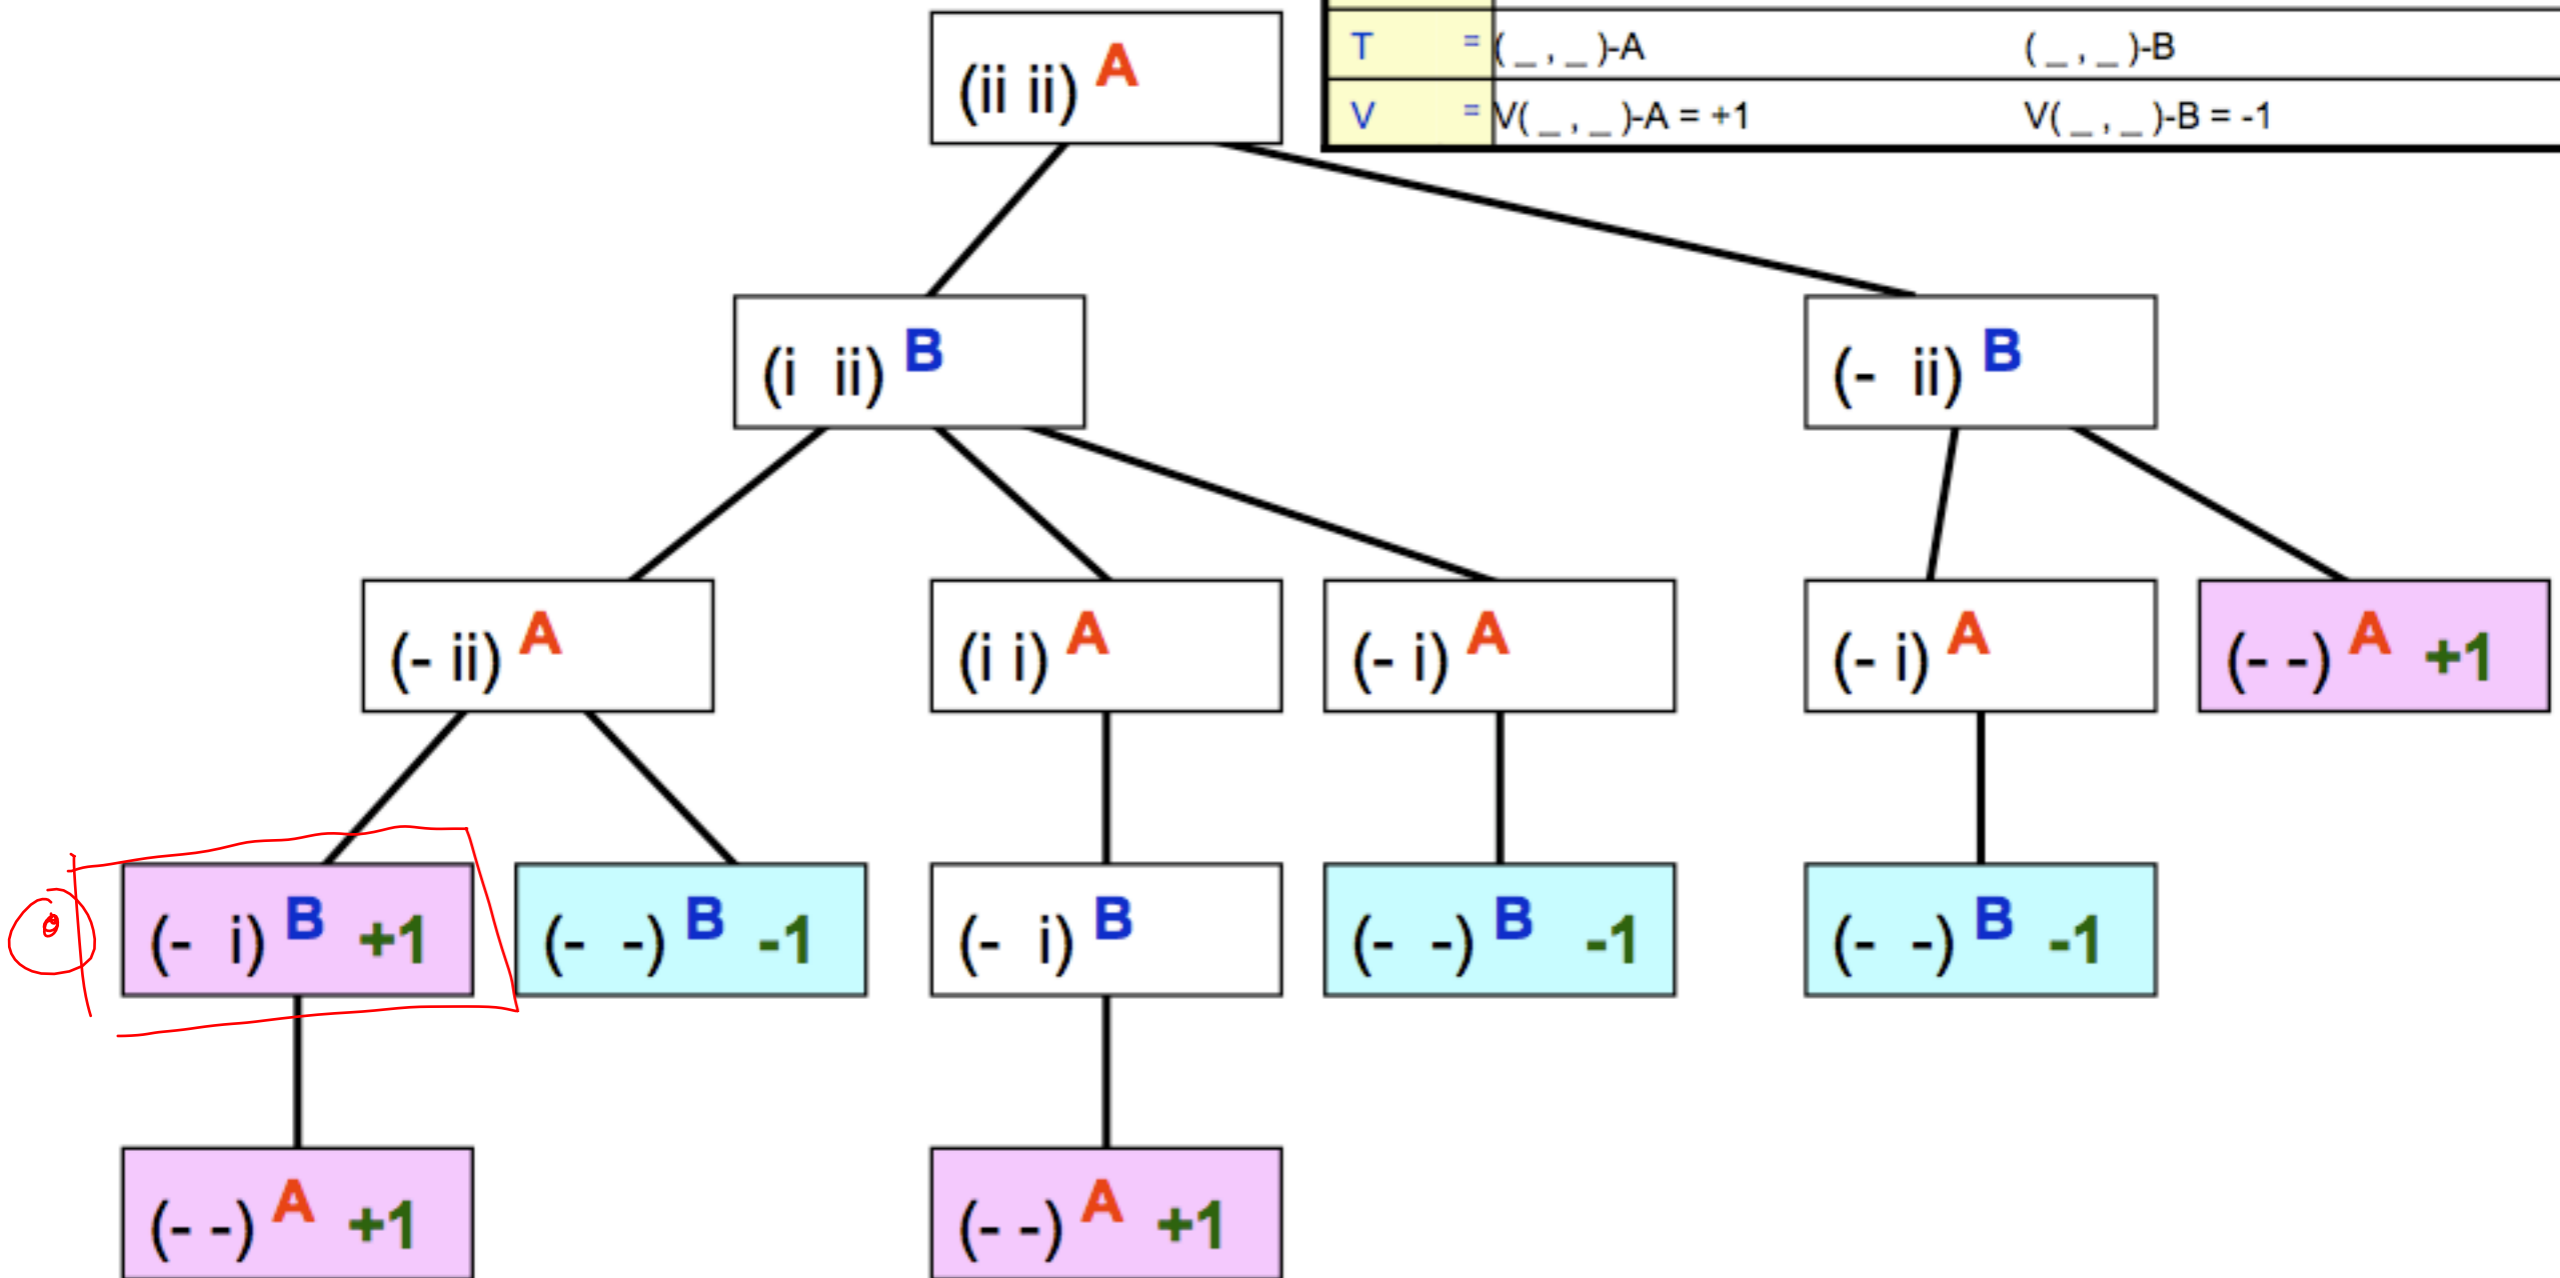 (ii ii) A
T = ( _ , _ )-A ( _ , _ )-B
V = V( _ , _ )-A = +1 V( _ , _ )-B = -1
(i ii) B
(- ii) B
(- ii) A
(i i) A
(- i) A
(- i) A
(- -) A +1
(- i) B +1
(- -) B -1
(- i) B
(- -) B -1
(- -) B -1
(- -) A +1
(- -) A +1